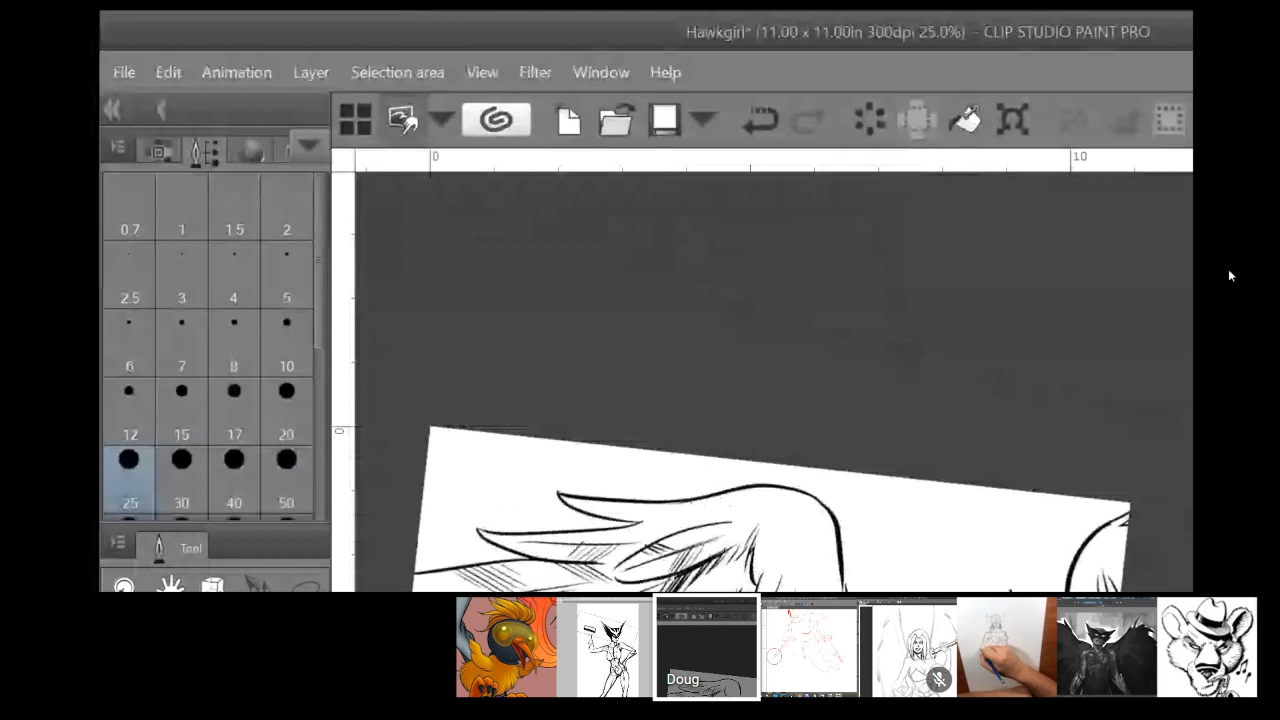 Hawkgirl* (11.00 x 11.00in 300dpi 25.0%) - CLIP STUDIO PAINT PRO
File Edit Animation Layer Selection area View Filter Window Help
0 10
0.7 1 1.5 2
2.5 3 4 5
6 7 8 10
12 15 17 20
0
25 30 40 50
Tool
Doug